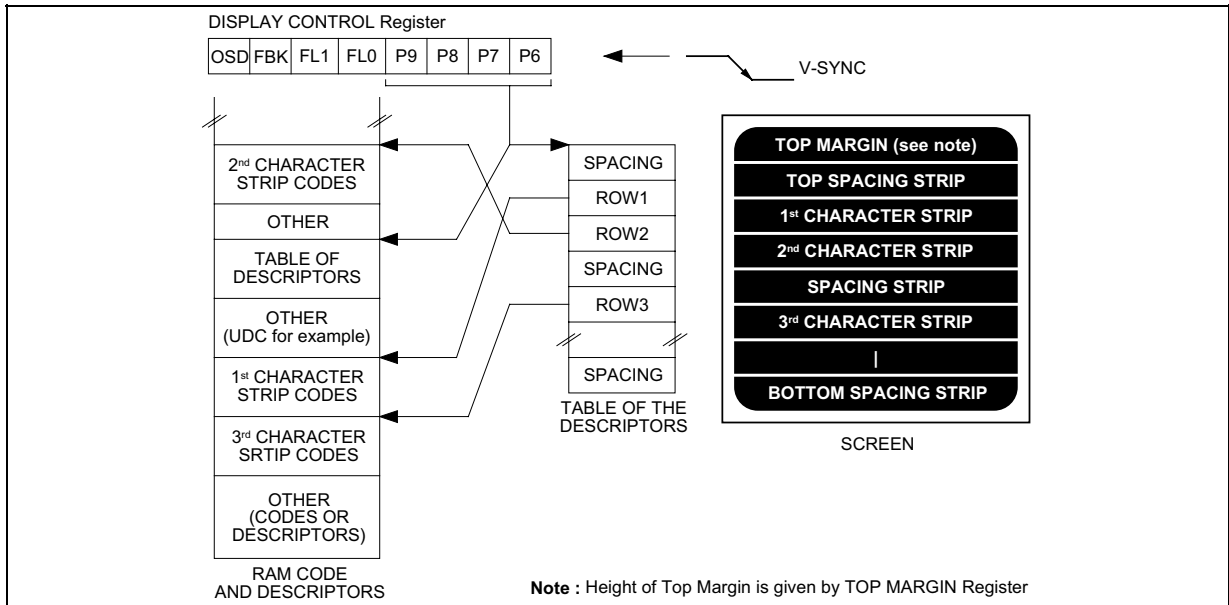 DISPLAY CONTROL Register
OSD FBK FL1 FL0 P9 P8 P7 P6
V-SYNC
2nd CHARACTER
STRIP CODES
OTHER
TABLE OF
DESCRIPTORS
OTHER
(UDC for example)
1st CHARACTER
STRIP CODES
3rd CHARACTER
SRTIP CODES
OTHER
(CODES OR
DESCRIPTORS)
RAM CODE
AND DESCRIPTORS
SPACING
ROW1
ROW2
SPACING
ROW3
SPACING
TABLE OF THE
DESCRIPTORS
TOP MARGIN (see note)
TOP SPACING STRIP
1st CHARACTER STRIP
2nd CHARACTER STRIP
SPACING STRIP
3rd CHARACTER STRIP
|
BOTTOM SPACING STRIP
SCREEN
Note : Height of Top Margin is given by TOP MARGIN Register